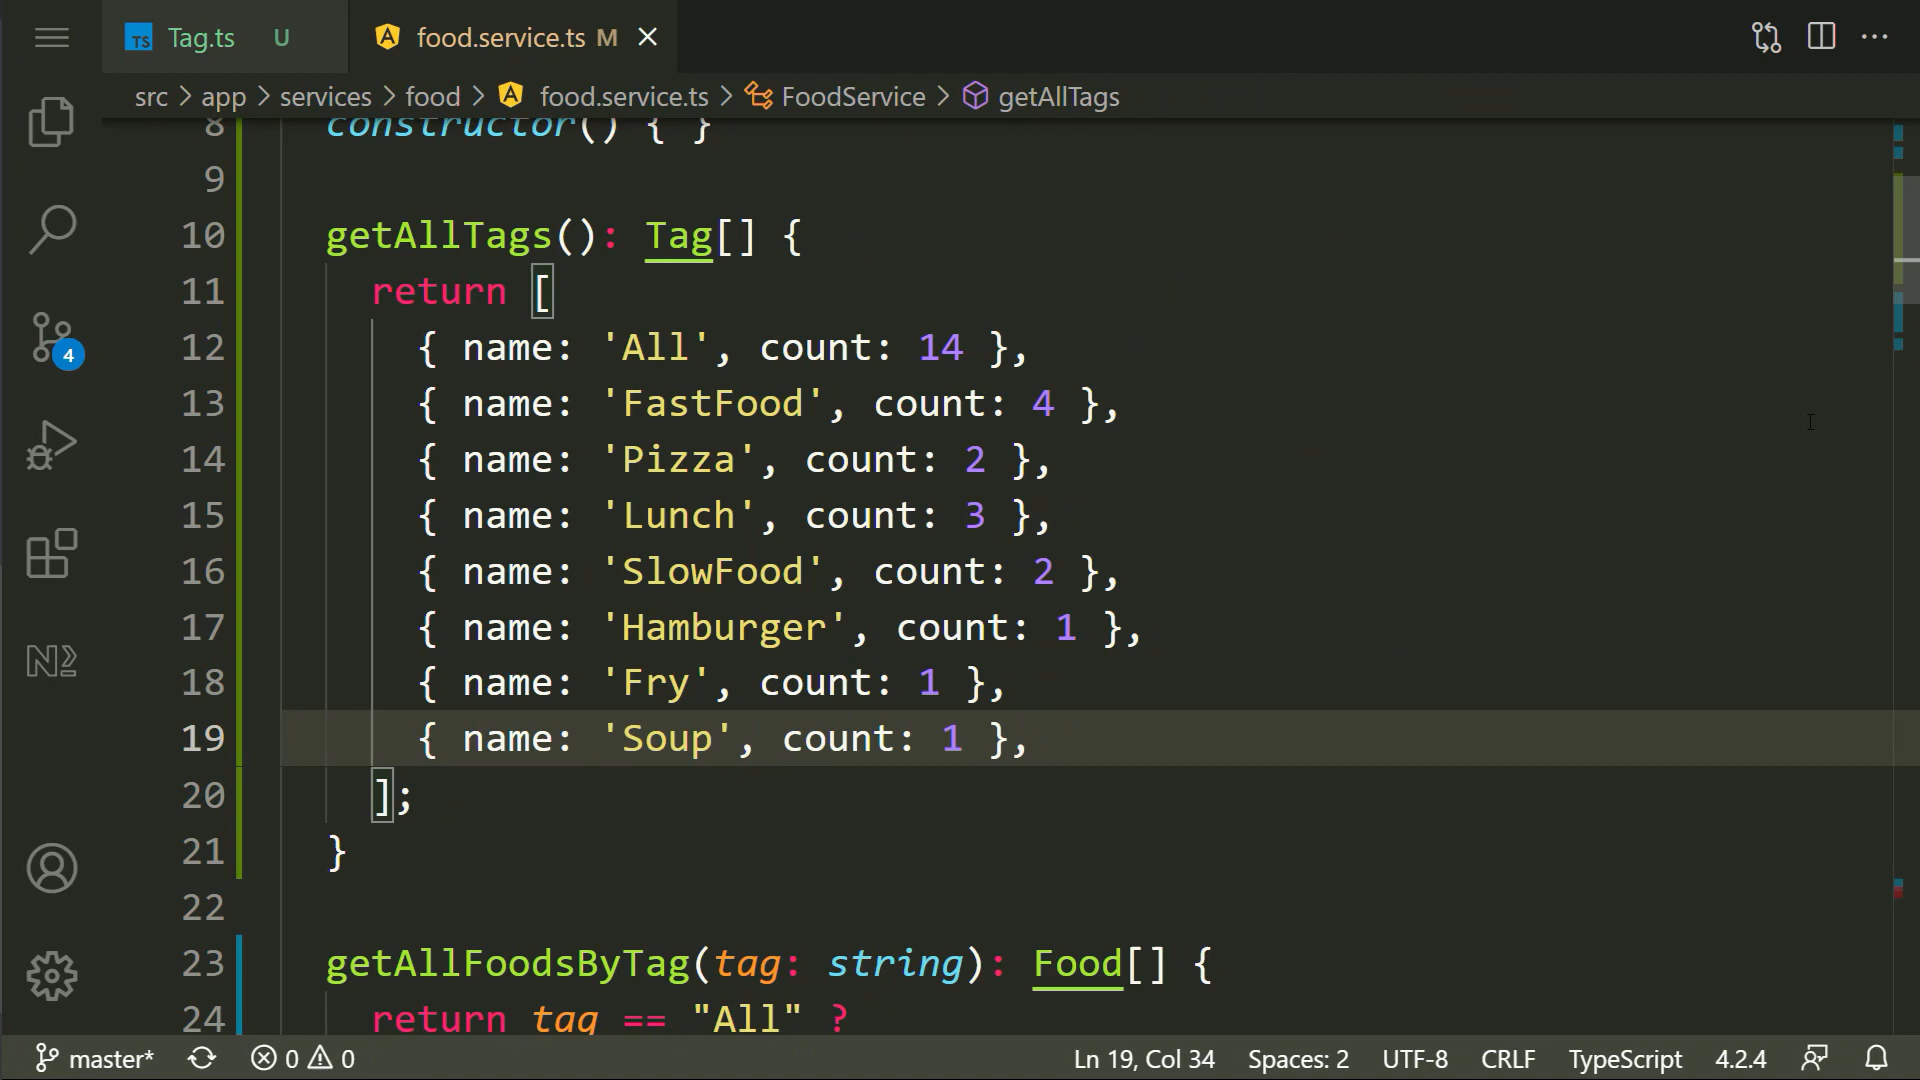 TS Tag.ts U food.service.ts M
src > app > services > food > food.service.ts > FoodService > getAllTags
8 constructor() { }
9
10 getAllTags(): Tag[] {
11 return [
12 { name: 'All', count: 14 },
13 { name: 'FastFood', count: 4 },
14 { name: 'Pizza', count: 2 },
15 { name: 'Lunch', count: 3 },
16 { name: 'SlowFood', count: 2 },
17 { name: 'Hamburger', count: 1 },
18 { name: 'Fry', count: 1 },
19 { name: 'Soup', count: 1 },
20 ];
21 }
22
23 getAllFoodsByTag(tag: string): Food[] {
24 return tag == "All" ?
4
master* 0 0 Ln 19, Col 34 Spaces: 2 UTF-8 CRLF TypeScript 4.2.4